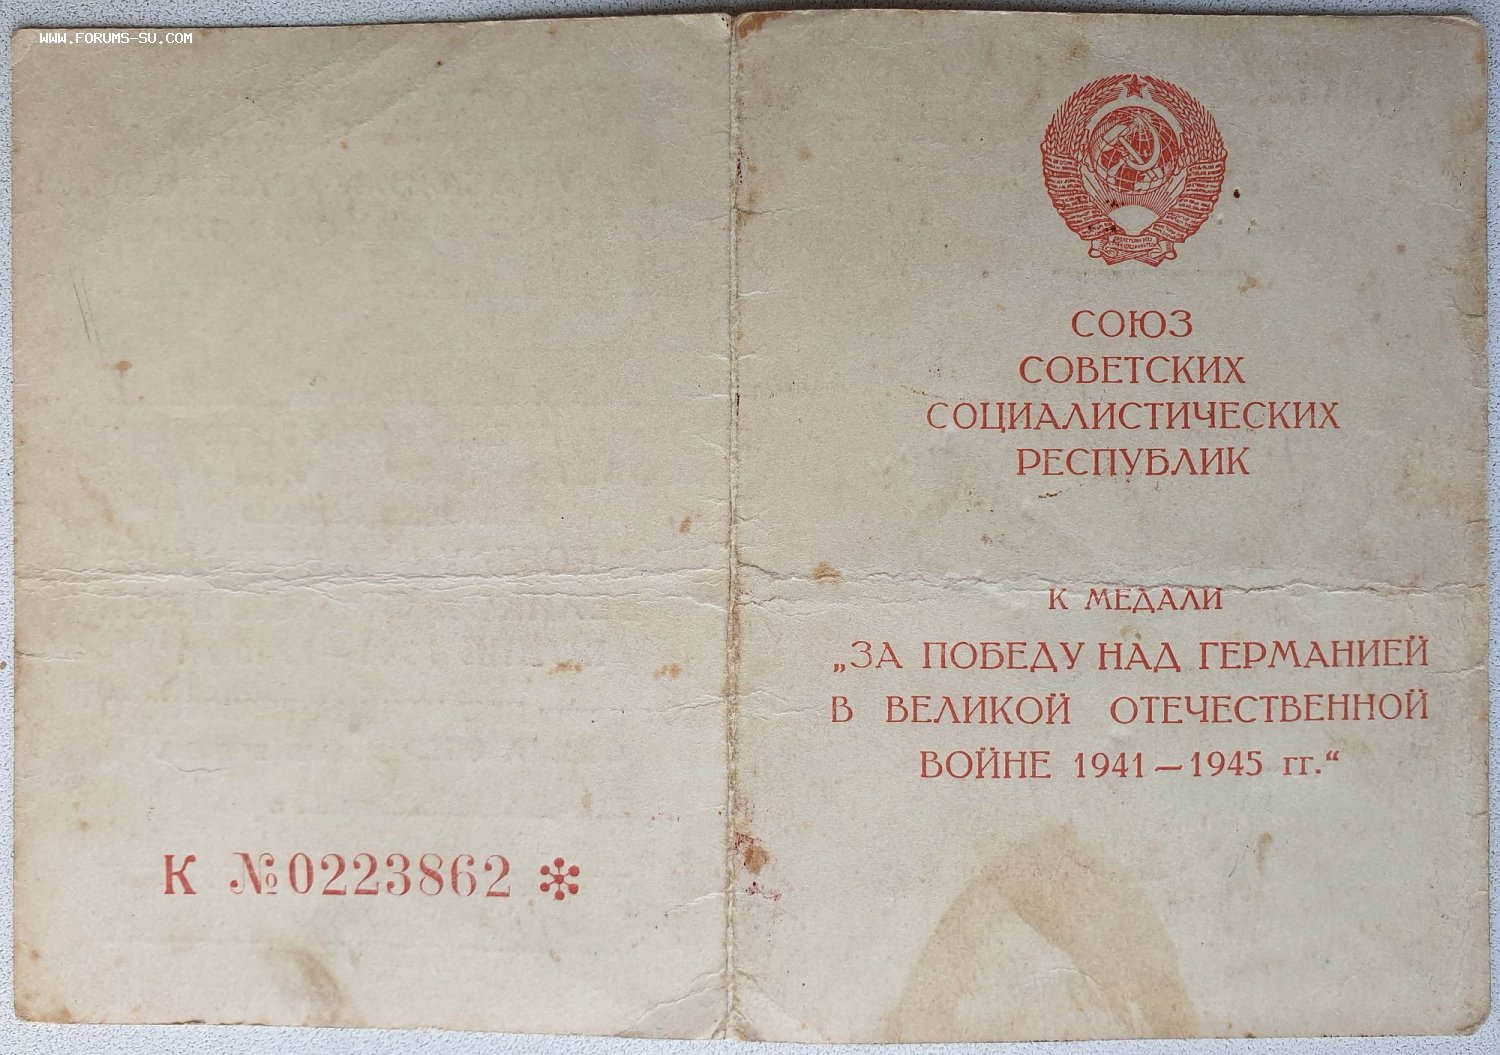 WWW.FORUMS-SU.COM
К №0223862
СОЮЗ
СОВЕТСКИХ
СОЦИАЛИСТИЧЕСКИХ
РЕСПУБЛИК
К МЕДАЛИ
„ЗА ПОБЕДУ НАД ГЕРМАНИЕЙ
В ВЕЛИКОЙ ОТЕЧЕСТВЕННОЙ
ВОЙНЕ 1941—1945 гг.“